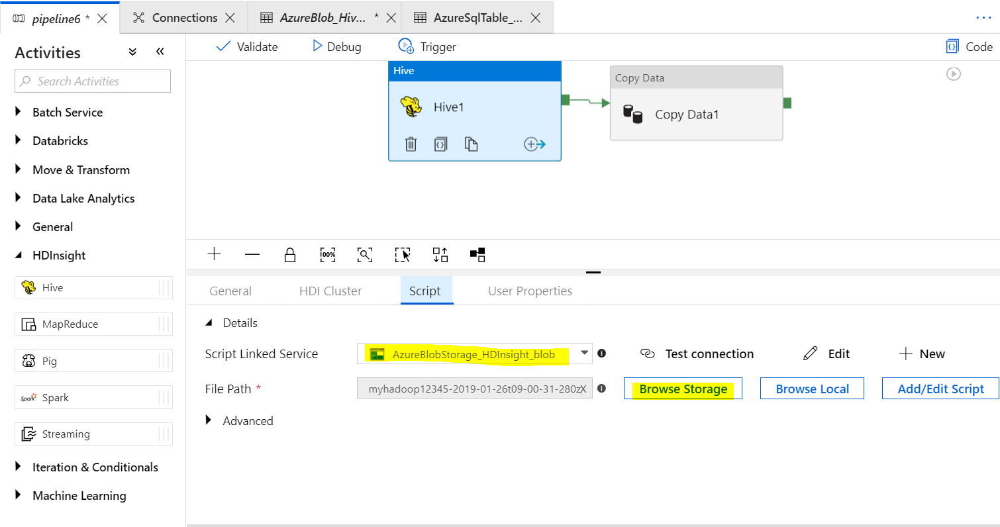 pipeline6 * Connections AzureBlob_Hiv... * AzureSqlTable_... ...
Activities
Search Activities
Batch Service
Databricks
Move & Transform
Data Lake Analytics
General
HDInsight
Hive
MapReduce
Pig
Spark Spark
Streaming
Iteration & Conditionals
Machine Learning
Validate Debug Trigger Code
Hive
Hive1
Copy Data
Copy Data1
100%
General HDI Cluster Script User Properties
Details
Script Linked Service AzureBlobStorage_HDInsight_blob Test connection Edit New
File Path * myhadoop12345-2019-01-26t09-00-31-280zX Browse Storage Browse Local Add/Edit Script
Advanced